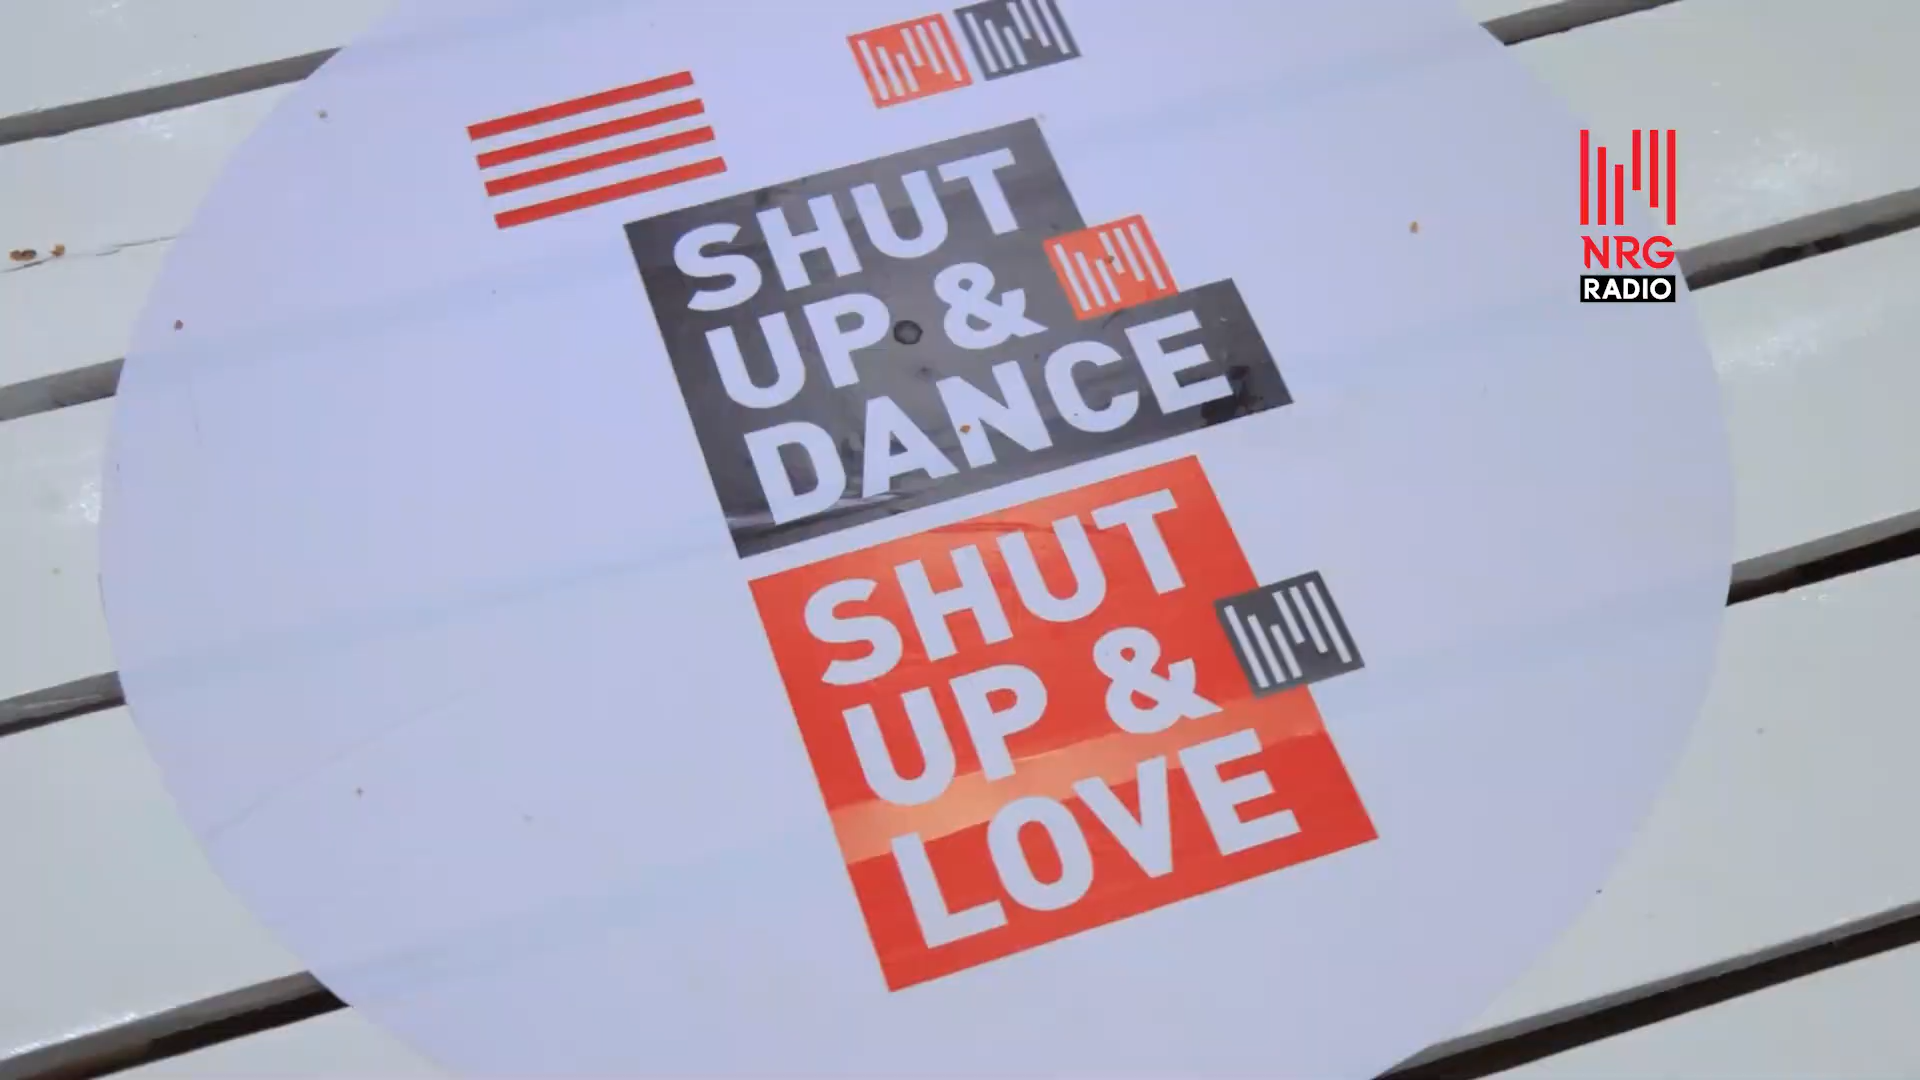 SHUT
UP &
DANCE
SHUT
UP &
LOVE
NRG
RADIO